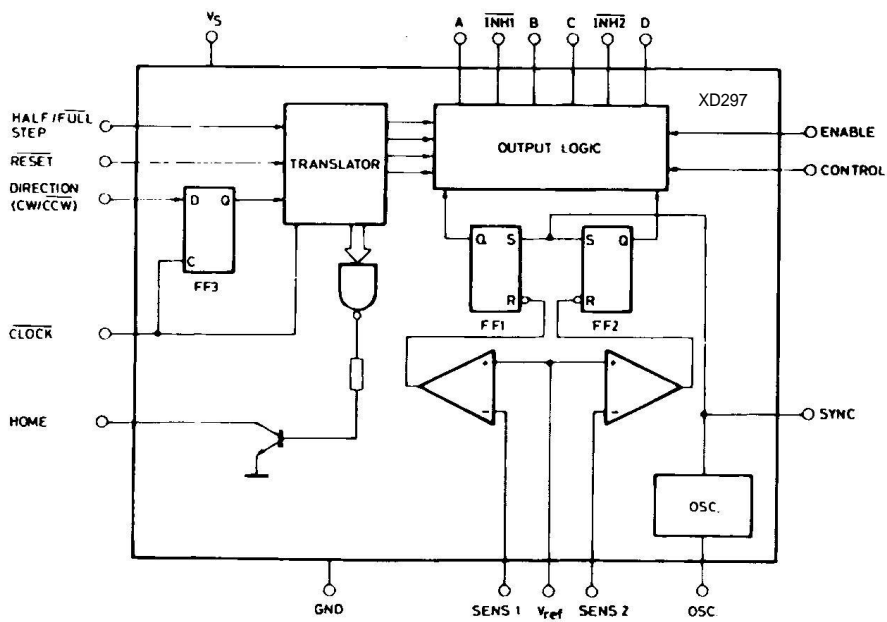 VS
A INH1 B C INH2 D
XD297
HALF/FULL
STEP
RESET
DIRECTION
(CW/CCW)
D Q
C
FF3
TRANSLATOR
OUTPUT LOGIC
ENABLE
CONTROL
Q S
R
FF1
S Q
R
FF2
CLOCK
+ +
- -
HOME
SYNC
OSC.
GND
SENS 1
Vref
SENS 2
OSC.